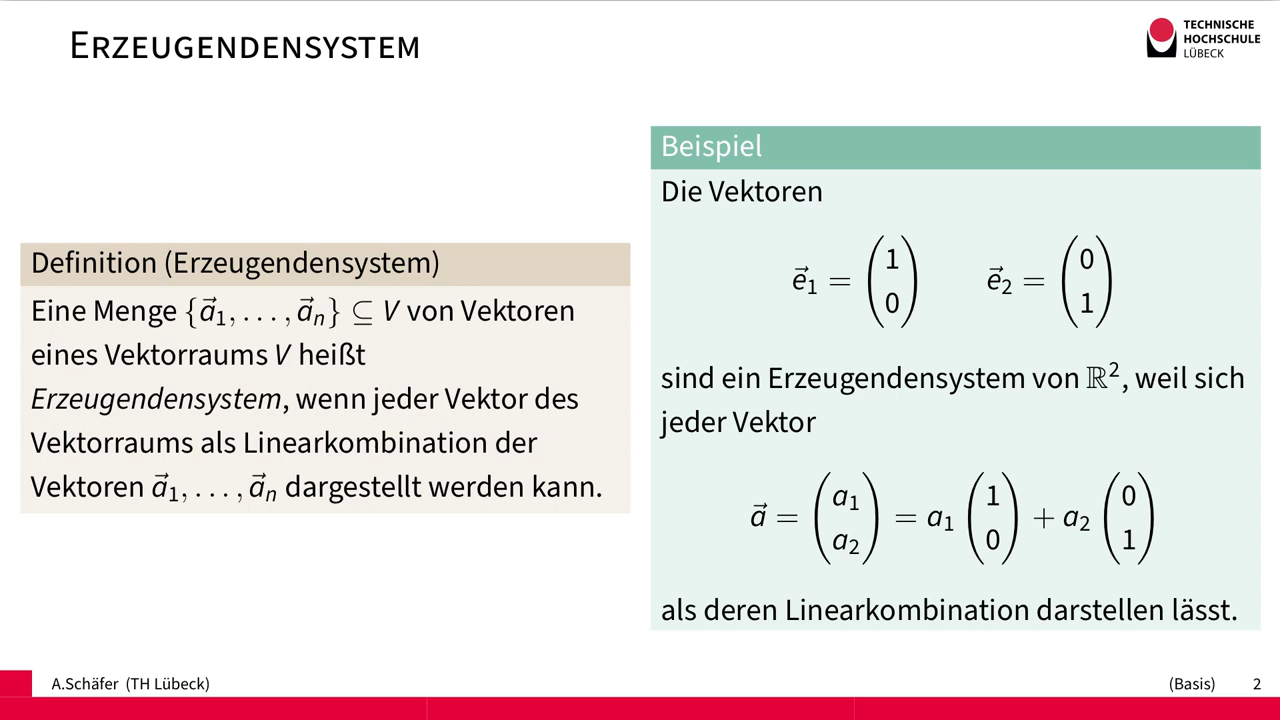 ERZEUGENDENSYSTEM
TECHNISCHE
HOCHSCHULE
LÜBECK
Definition (Erzeugendensystem)
Eine Menge {a⃗₁, . . . , a⃗ₙ} ⊆ V von Vektoren
eines Vektorraums V heißt
Erzeugendensystem, wenn jeder Vektor des
Vektorraums als Linearkombination der
Vektoren a⃗₁, . . . , a⃗ₙ dargestellt werden kann.
Beispiel
Die Vektoren
e⃗₁ = (1 0) e⃗₂ = (0 1)
sind ein Erzeugendensystem von ℝ², weil sich
jeder Vektor
a⃗ = (a₁ a₂) = a₁ (1 0) + a₂ (0 1)
als deren Linearkombination darstellen lässt.
A.Schäfer (TH Lübeck) (Basis) 2